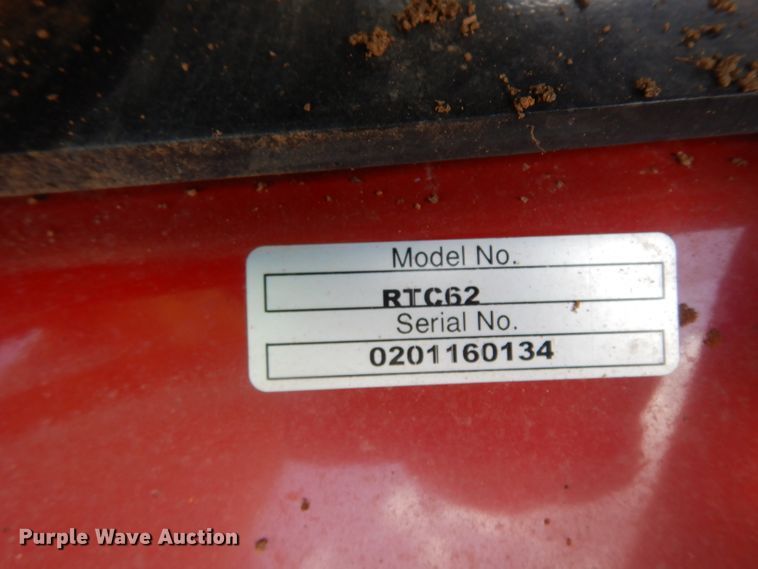 Model No.
RTC62
Serial No.
0201160134
Purple Wave Auction